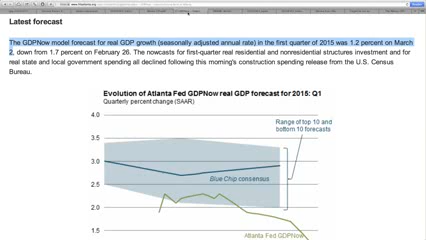 Latest forecast
The GDPNow model forecast for real GDP growth (seasonally adjusted annual rate) in the first quarter of 2015 was 1.2 percent on March
2, down from 1.7 percent on February 26. The nowcasts for first-quarter real residential and nonresidential structures investment and for
real state and local government spending all declined following this morning's construction spending release from the U.S. Census
Bureau.
Evolution of Atlanta Fed GDPNow real GDP forecast for 2015: Q1
Quarterly percent change (SAAR)
4.0
Range of top 10 and
bottom 10 forecasts
3.5
3.0
Blue Chip consensus
2.5
2.0
1.5
Atlanta Fed GDPNow